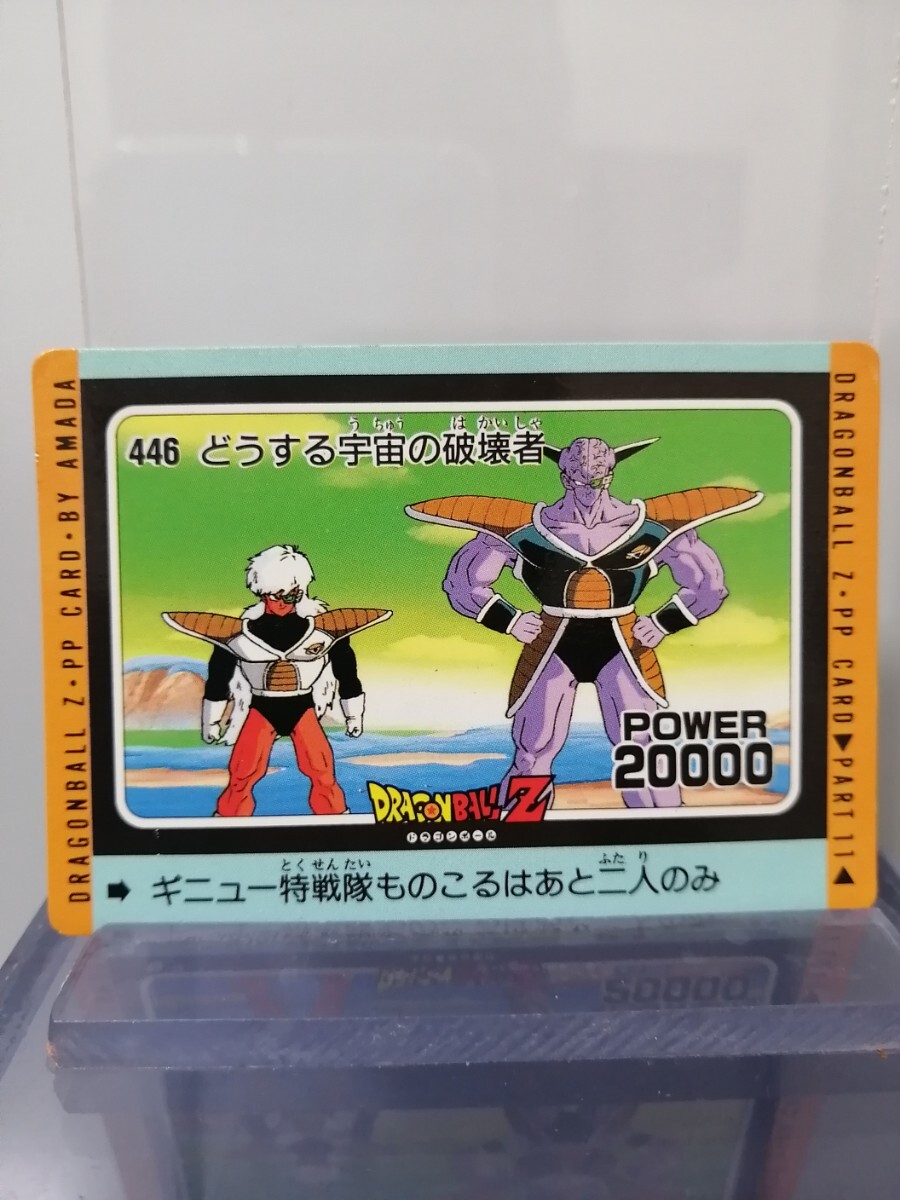 DRAGONBALL Z・PP CARD・BY AMADA
う ちゅう は かい しゃ
446 どうする宇宙の破壊者
POWER
20000
DRAGONBALL Z
ドラゴンボール
とく せん たい ふた り
➡ ギニュー特戦隊ものこるはあと二人のみ
DRAGONBALL Z・PP CARD▶PART 11◀